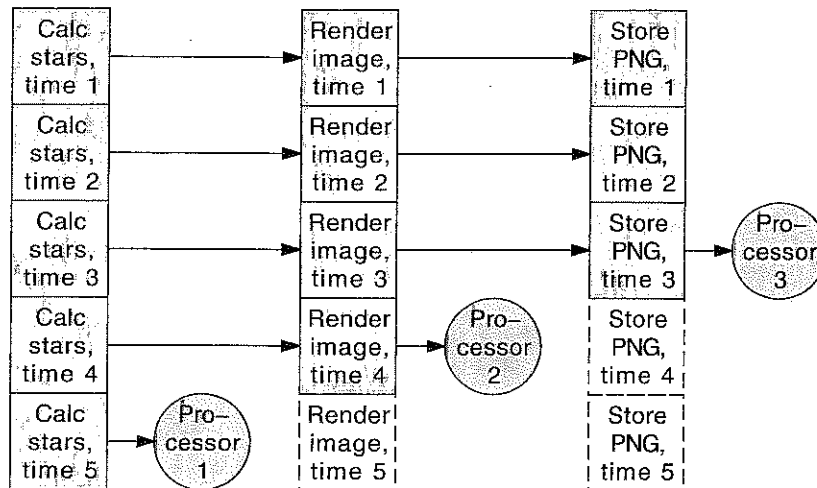 Calc
stars,
time 1
Render
image,
time 1
Store
PNG,
time 1
Calc
stars,
time 2
Render
image,
time 2
Store
PNG,
time 2
Calc
stars,
time 3
Render
image,
time 3
Store
PNG,
time 3
Pro–
cessor
3
Calc
stars,
time 4
Render
image,
time 4
Pro–
cessor
2
Store
PNG,
time 4
Calc
stars,
time 5
Pro–
cessor
1
Render
image,
time 5
Store
PNG,
time 5